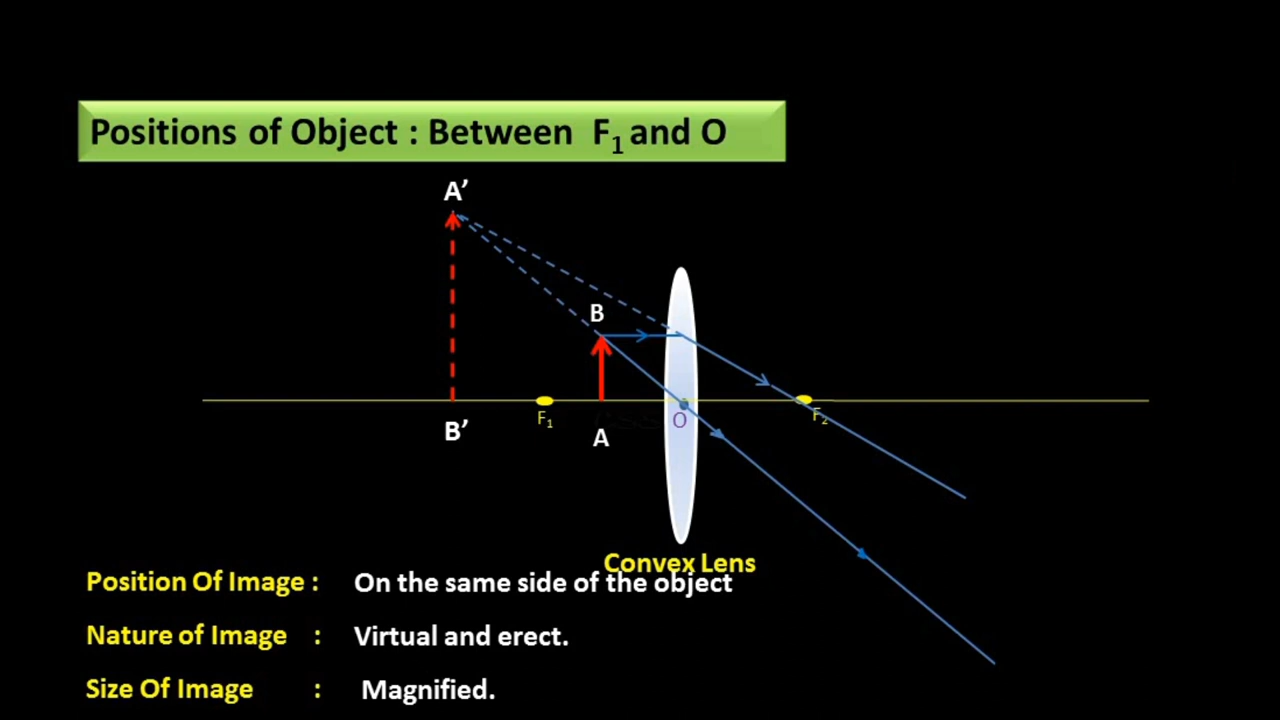 Positions of Object : Between F₁ and O
A’
B
F₁
O
F₂
B’
A
Convex Lens
Position Of Image : On the same side of the object
Nature of Image : Virtual and erect.
Size Of Image : Magnified.